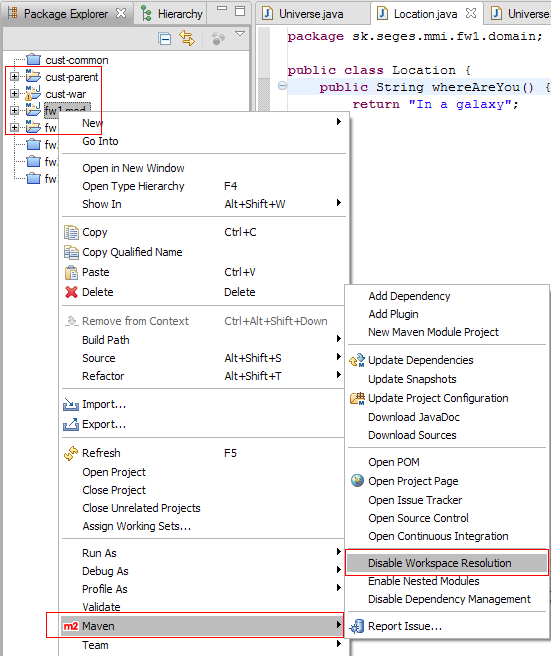 Package Explorer Hierarchy
Universe.java Location.java Universe
package sk.seges.mmi.fw1.domain;
public class Location {
public String whereAreYou() {
return "In a galaxy";
cust-common
cust-parent
cust-war
fw1-mod
fw
fw
fw
fw
New
Go Into
Open in New Window
Open Type Hierarchy F4
Show In Alt+Shift+W
Copy Ctrl+C
Copy Qualified Name
Paste Ctrl+V
Delete Delete
Remove from Context Ctrl+Alt+Shift+Down
Build Path
Source Alt+Shift+S
Refactor Alt+Shift+T
Import...
Export...
Refresh F5
Open Project
Close Project
Close Unrelated Projects
Assign Working Sets...
Run As
Debug As
Profile As
Validate
m2 Maven
Team
Add Dependency
Add Plugin
New Maven Module Project
Update Dependencies
Update Snapshots
Update Project Configuration
Download JavaDoc
Download Sources
Open POM
Open Project Page
Open Issue Tracker
Open Source Control
Open Continuous Integration
Disable Workspace Resolution
Enable Nested Modules
Disable Dependency Management
Report Issue...